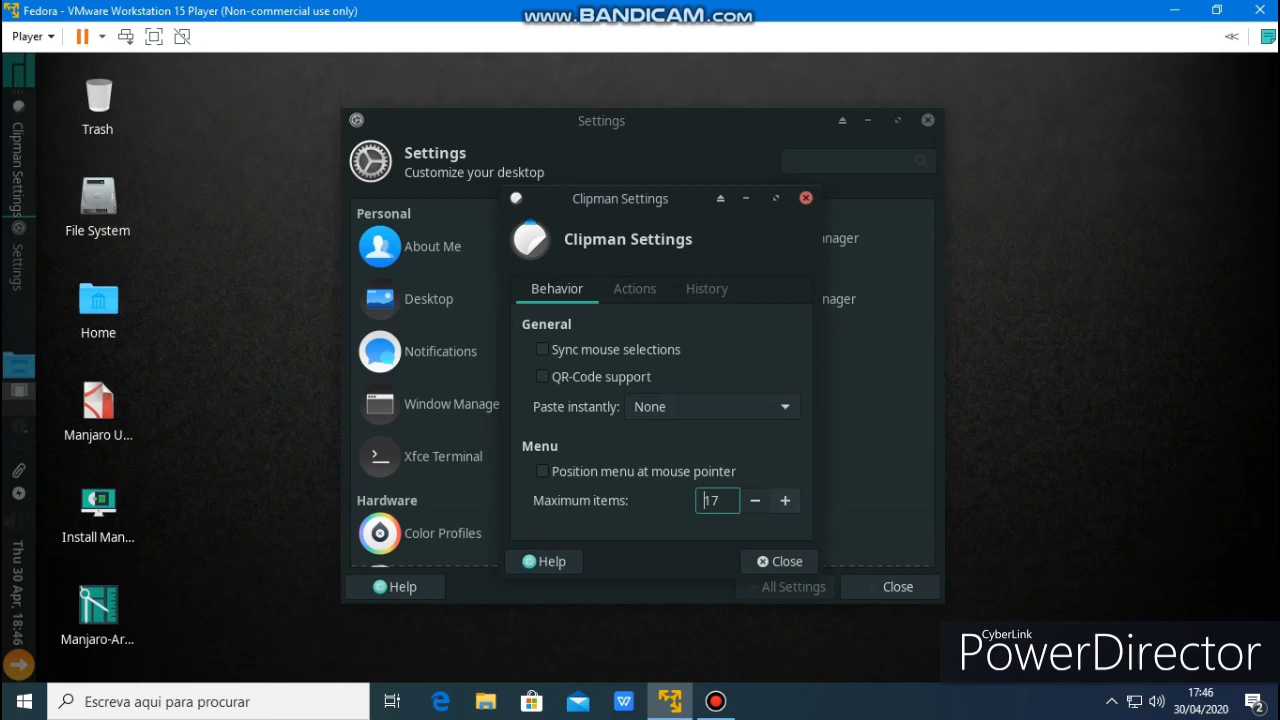 Fedora - VMware Workstation 15 Player (Non-commercial use only)
www.BANDICAM.com
Player
Trash
File System
Home
Manjaro U...
Install Man...
Manjaro-Ar...
Clipman Settings
Settings
Thu 30 Apr, 18:46
Settings
Settings
Customize your desktop
Personal
About Me
Desktop
Notifications
Window Manage
Xfce Terminal
Hardware
Color Profiles
anager
nager
Help
All Settings
Close
Clipman Settings
Clipman Settings
Behavior
Actions
History
General
Sync mouse selections
QR-Code support
Paste instantly:
None
Menu
Position menu at mouse pointer
Maximum items:
17
Help
Close
CyberLink
PowerDirector
Escreva aqui para procurar
17:46
30/04/2020
2